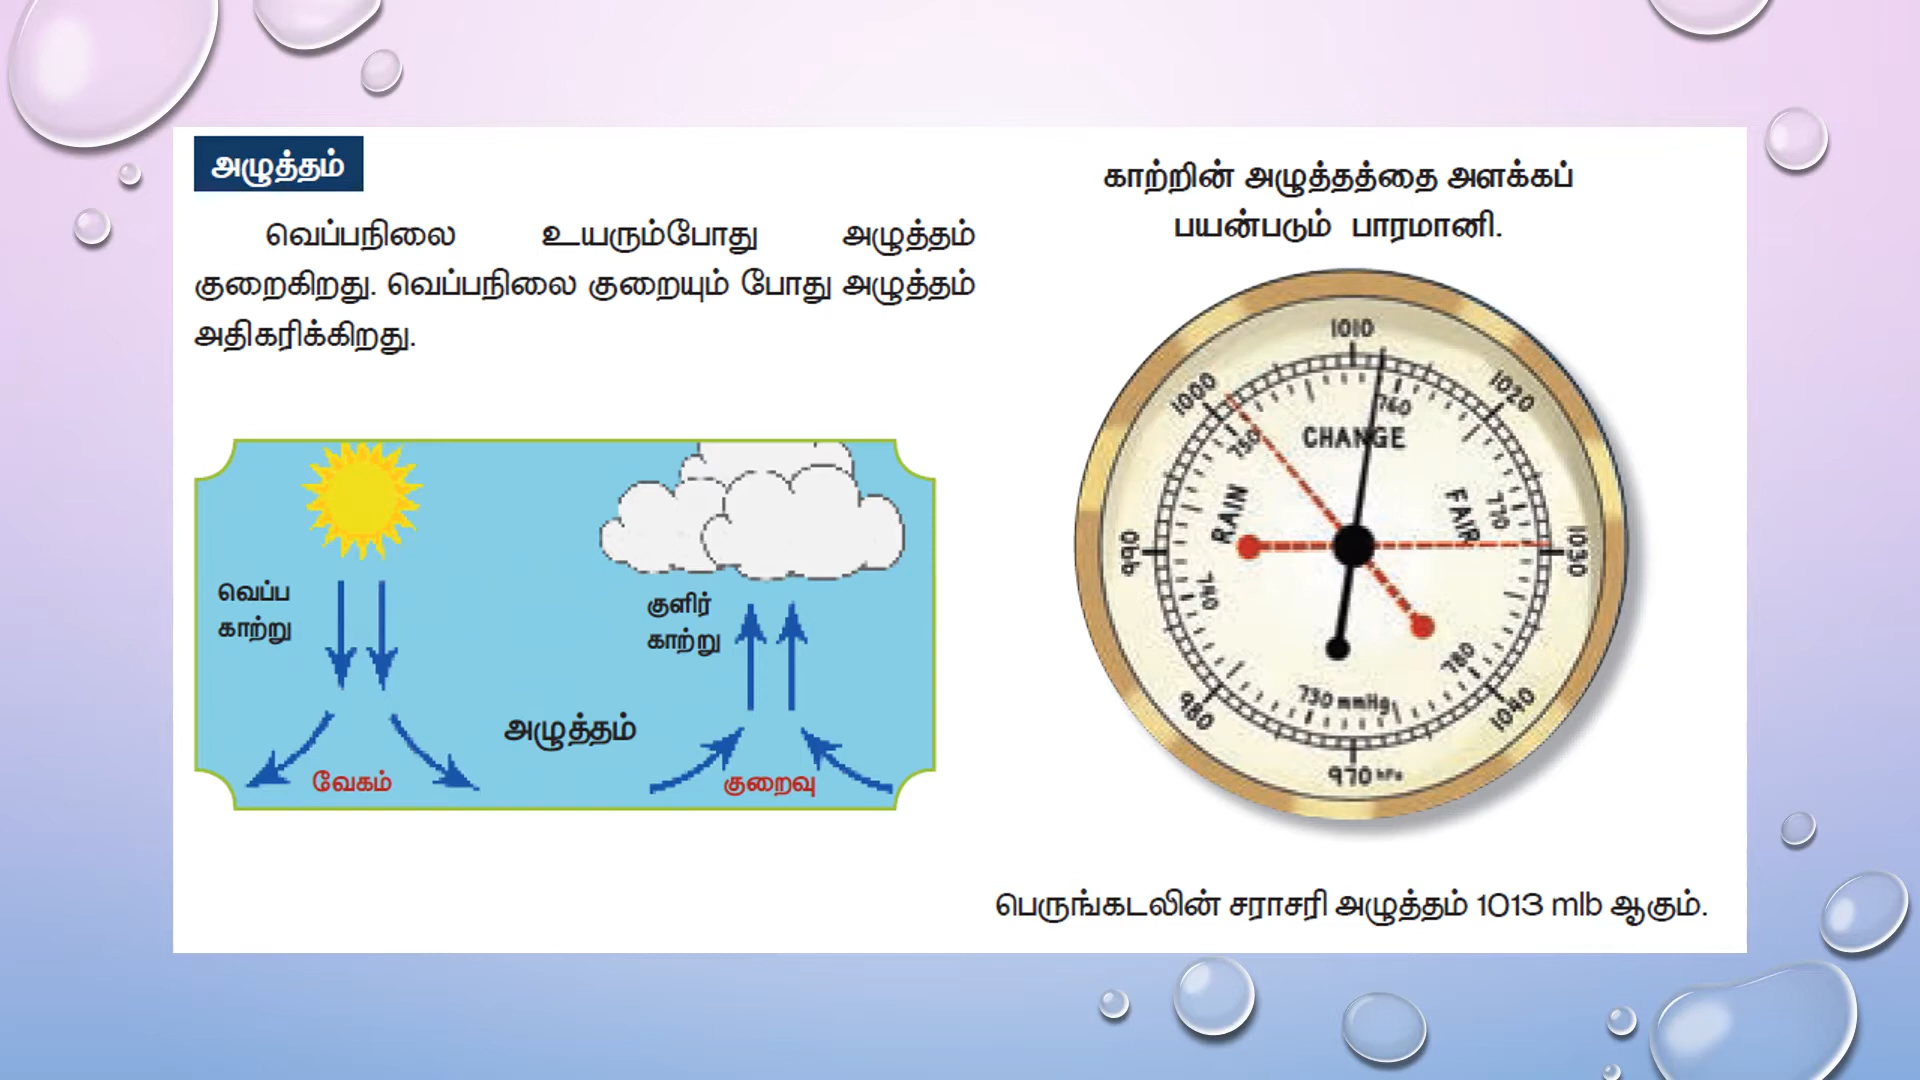 அழுத்தம்
வெப்பநிலை உயரும்போது அழுத்தம்
குறைகிறது. வெப்பநிலை குறையும் போது அழுத்தம்
அதிகரிக்கிறது.
வெப்ப
காற்று
குளிர்
காற்று
அழுத்தம்
வேகம்
குறைவு
காற்றின் அழுத்தத்தை அளக்கப்
பயன்படும் பாரமானி.
1010
1000
1020
760
750
CHANGE
RAIN
FAIR
770
990
1030
740
780
730 mmHg
980
1040
970 hPa
பெருங்கடலின் சராசரி அழுத்தம் 1013 mlb ஆகும்.